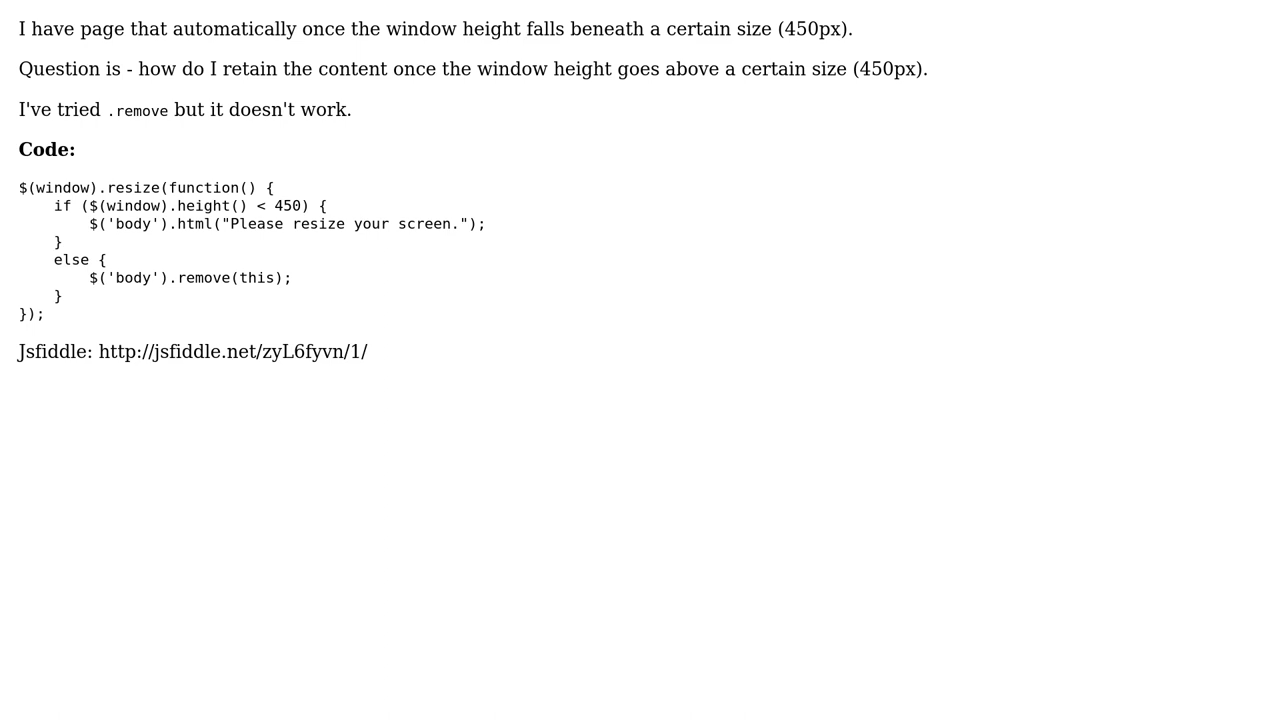 I have page that automatically once the window height falls beneath a certain size (450px).
Question is - how do I retain the content once the window height goes above a certain size (450px).
I've tried .remove but it doesn't work.
Code:
$(window).resize(function() {
    if ($(window).height() < 450) {
        $('body').html("Please resize your screen.");
    }
    else {
        $('body').remove(this);
    }
});
Jsfiddle: http://jsfiddle.net/zyL6fyvn/1/